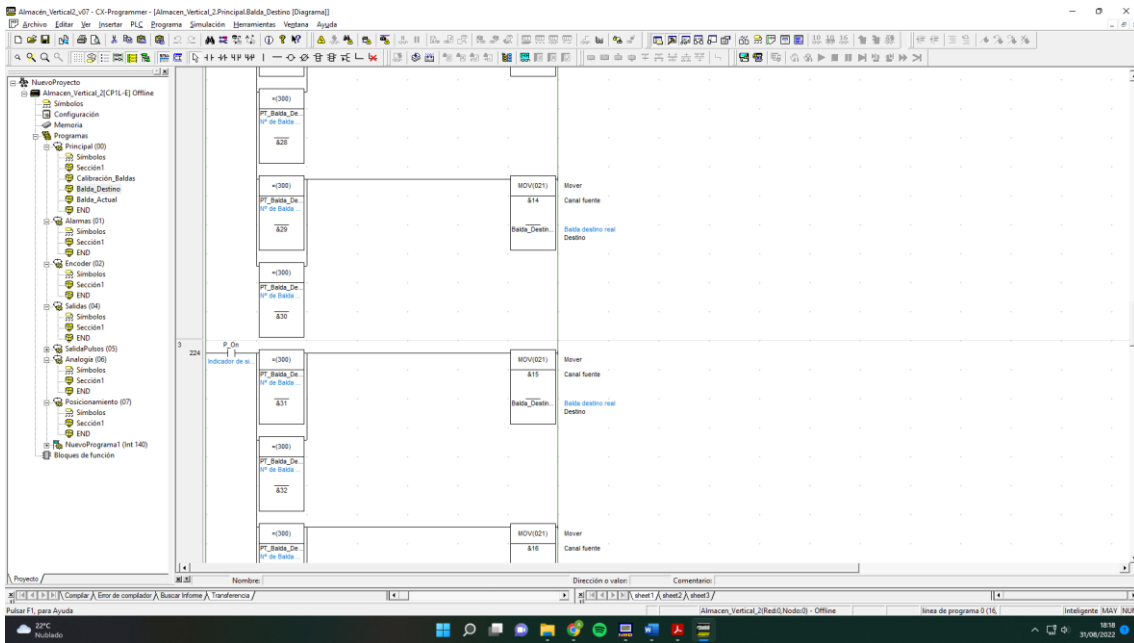 Almacén_Vertical2_v07 - CX-Programmer - [Almacen_Vertical_2.Principal.Balda_Destino [Diagrama]]
Archivo Editar Ver Insertar PLC Programa Simulación Herramientas Ventana Ayuda
NuevoProyecto
Almacen_Vertical_2[CP1L-E] Offline
Símbolos
Configuración
Memoria
Programas
Principal (00)
Símbolos
Sección1
Calibración_Baldas
Balda_Destino
Balda_Actual
END
Alarmas (01)
Símbolos
Sección1
END
Encoder (02)
Símbolos
Sección1
END
Salidas (04)
Símbolos
Sección1
END
SalidaPulsos (05)
Analogia (06)
Símbolos
Sección1
END
Posicionamiento (07)
Símbolos
Sección1
END
NuevoPrograma1 (Int 140)
Bloques de función
=(300)
PT_Balda_De...
Nº de Balda ...
&28
=(300)
PT_Balda_De...
Nº de Balda ...
&29
MOV(021) Mover
&14 Canal fuente
Balda_Destin... Balda destino real
Destino
=(300)
PT_Balda_De...
Nº de Balda ...
&30
3
224
P_On
Indicador de si...
=(300)
PT_Balda_De...
Nº de Balda ...
&31
MOV(021) Mover
&15 Canal fuente
Balda_Destin... Balda destino real
Destino
=(300)
PT_Balda_De...
Nº de Balda ...
&32
=(300)
PT_Balda_De...
Nº de Balda ...
MOV(021) Mover
&16 Canal fuente
Proyecto
Nombre: Dirección o valor: Comentario:
Compilar Error de compilador Buscar Informe Transferencia
sheet1 sheet2 sheet3
Pulsar F1, para Ayuda
Almacen_Vertical_2(Red:0,Nodo:0) - Offline
línea de programa 0 (16,
Inteligente MAY NUM
22°C
Nublado
18:18
31/08/2022